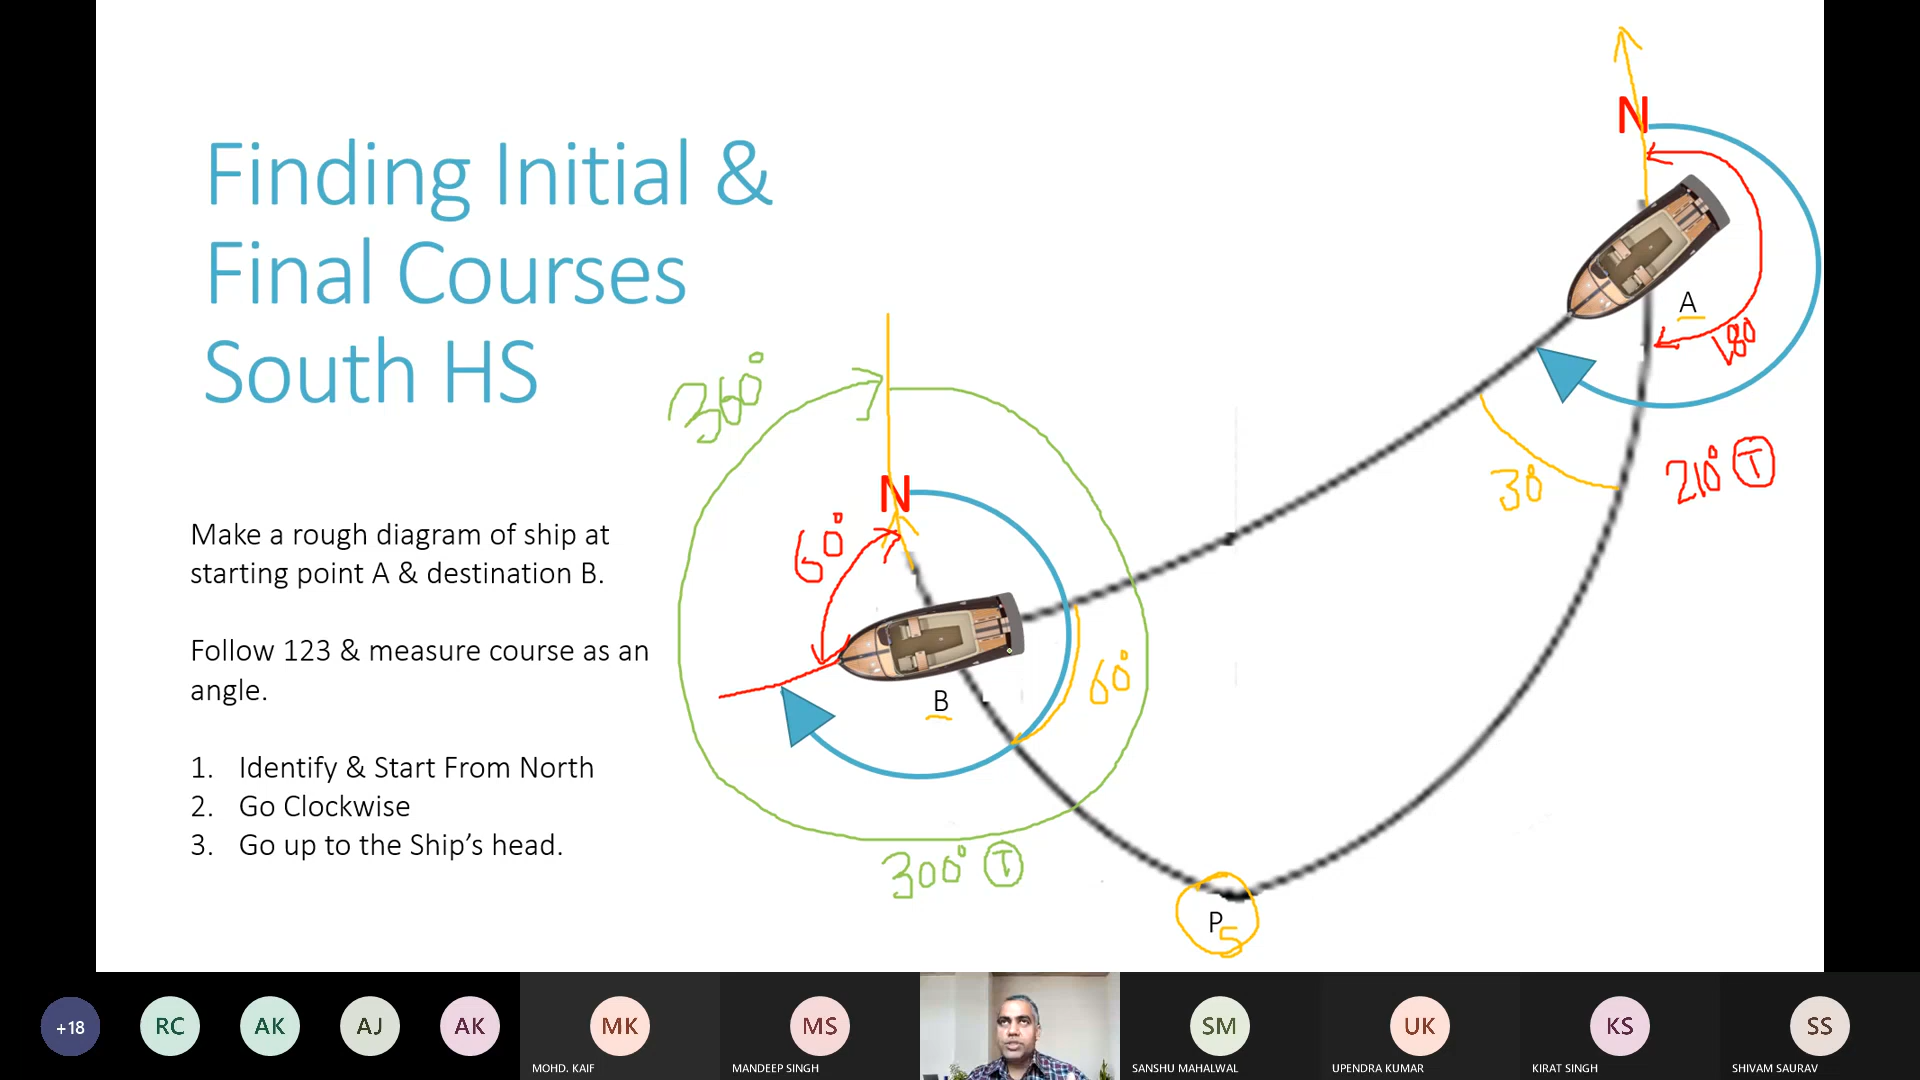 Finding Initial &
Final Courses
South HS
Make a rough diagram of ship at
starting point A & destination B.
Follow 123 & measure course as an
angle.
1. Identify & Start From North
2. Go Clockwise
3. Go up to the Ship's head.
N
A
180
210° T
30
360°
N
60°
B
60°
300° T
P
S
+18
RC
AK
AJ
AK
MK
MS
SM
UK
KS
SS
MOHD. KAIF
MANDEEP SINGH
SANSHU MAHALWAL
UPENDRA KUMAR
KIRAT SINGH
SHIVAM SAURAV